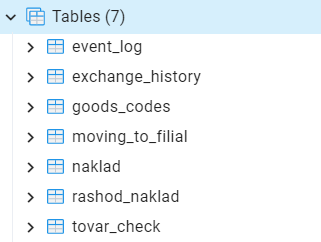 Tables (7)
event_log
exchange_history
goods_codes
moving_to_filial
naklad
rashod_naklad
tovar_check